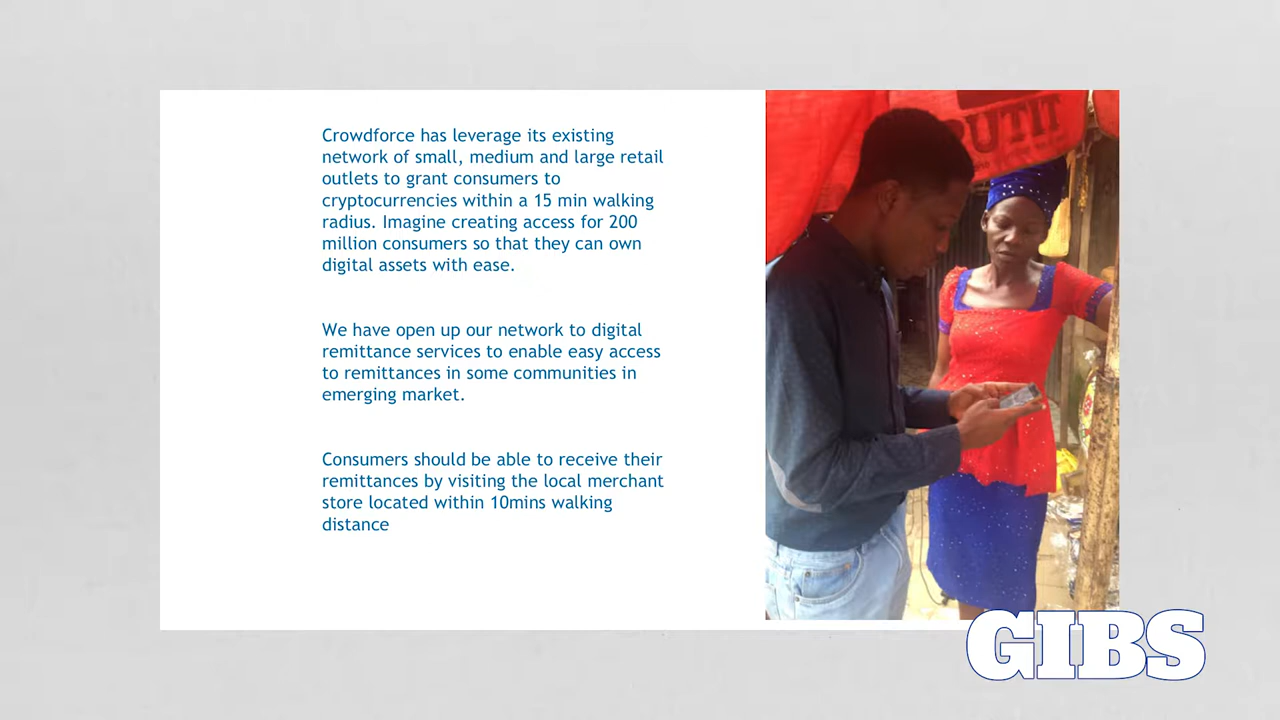 Crowdforce has leverage its existing
network of small, medium and large retail
outlets to grant consumers to
cryptocurrencies within a 15 min walking
radius. Imagine creating access for 200
million consumers so that they can own
digital assets with ease.
We have open up our network to digital
remittance services to enable easy access
to remittances in some communities in
emerging market.
Consumers should be able to receive their
remittances by visiting the local merchant
store located within 10mins walking
distance
GIBS